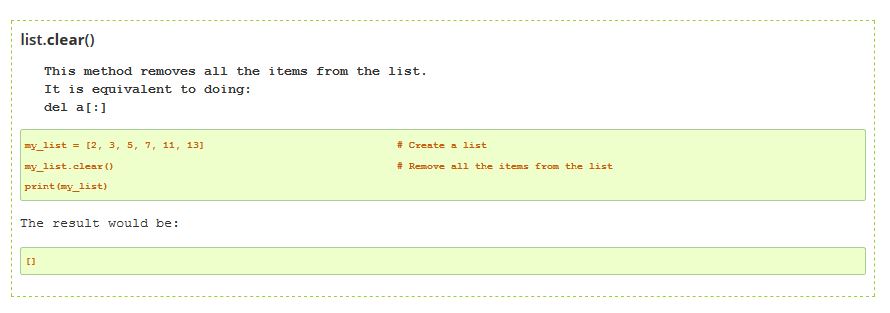 list.clear()
This method removes all the items from the list.
It is equivalent to doing:
del a[:]
my_list = [2, 3, 5, 7, 11, 13] # Create a list
my_list.clear() # Remove all the items from the list
print(my_list)
The result would be:
[]